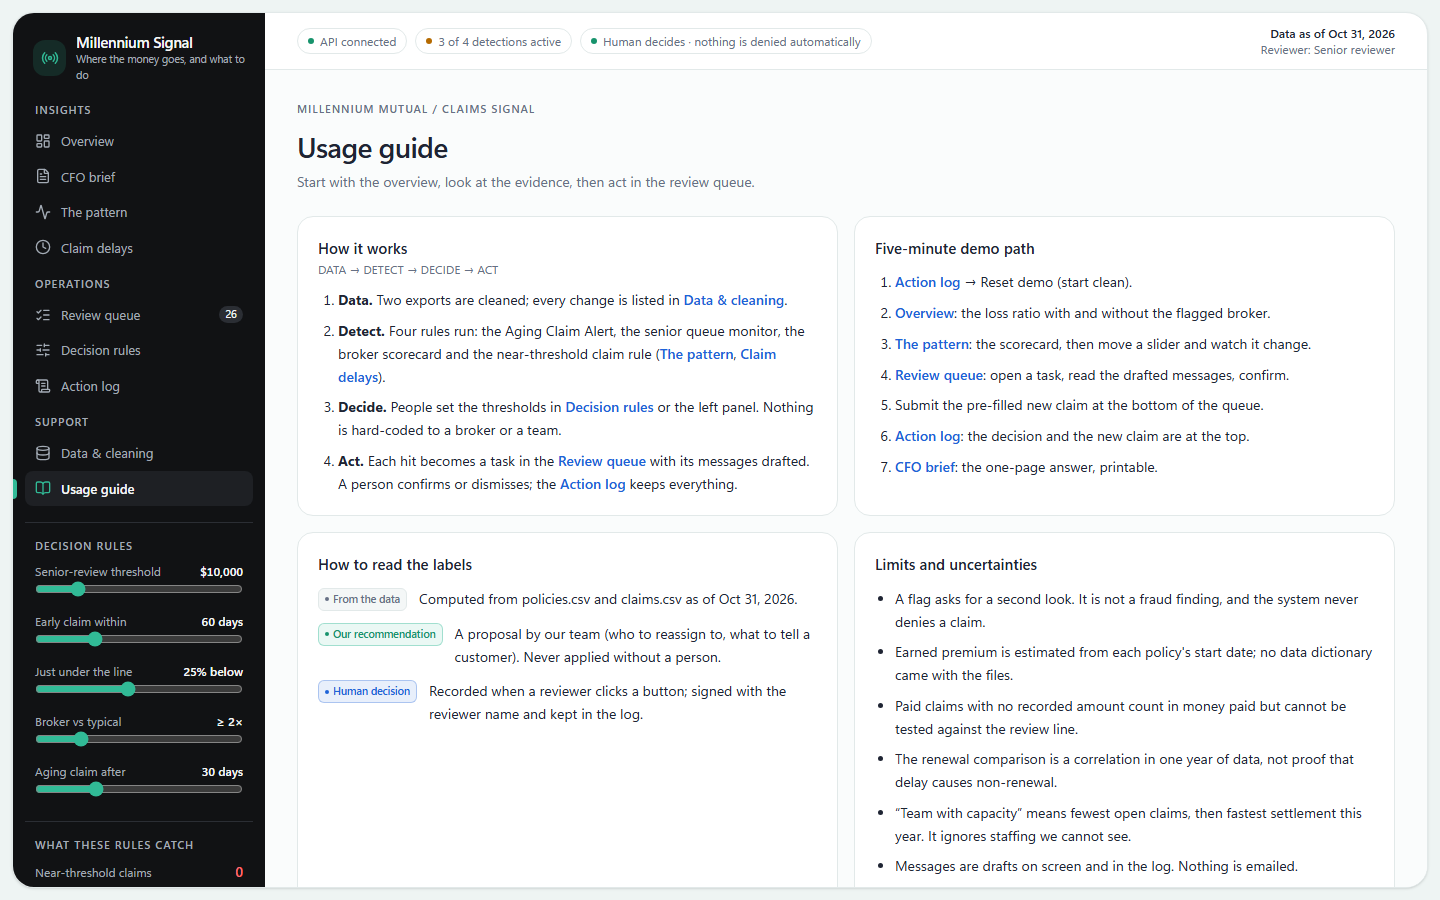 Millennium Signal
Where the money goes, and what to
do
INSIGHTS
Overview
CFO brief
The pattern
Claim delays
OPERATIONS
Review queue 26
Decision rules
Action log
SUPPORT
Data & cleaning
Usage guide
DECISION RULES
Senior-review threshold $10,000
Early claim within 60 days
Just under the line 25% below
Broker vs typical ≥ 2×
Aging claim after 30 days
WHAT THESE RULES CATCH
Near-threshold claims 0
API connected
3 of 4 detections active
Human decides · nothing is denied automatically
Data as of Oct 31, 2026
Reviewer: Senior reviewer
MILLENNIUM MUTUAL / CLAIMS SIGNAL
Usage guide
Start with the overview, look at the evidence, then act in the review queue.
How it works
DATA → DETECT → DECIDE → ACT
1. Data. Two exports are cleaned; every change is listed in Data & cleaning.
2. Detect. Four rules run: the Aging Claim Alert, the senior queue monitor, the
broker scorecard and the near-threshold claim rule (The pattern, Claim
delays).
3. Decide. People set the thresholds in Decision rules or the left panel. Nothing
is hard-coded to a broker or a team.
4. Act. Each hit becomes a task in the Review queue with its messages drafted.
A person confirms or dismisses; the Action log keeps everything.
Five-minute demo path
1. Action log → Reset demo (start clean).
2. Overview: the loss ratio with and without the flagged broker.
3. The pattern: the scorecard, then move a slider and watch it change.
4. Review queue: open a task, read the drafted messages, confirm.
5. Submit the pre-filled new claim at the bottom of the queue.
6. Action log: the decision and the new claim are at the top.
7. CFO brief: the one-page answer, printable.
How to read the labels
From the data Computed from policies.csv and claims.csv as of Oct 31, 2026.
Our recommendation A proposal by our team (who to reassign to, what to tell a
customer). Never applied without a person.
Human decision Recorded when a reviewer clicks a button; signed with the
reviewer name and kept in the log.
Limits and uncertainties
• A flag asks for a second look. It is not a fraud finding, and the system never
denies a claim.
• Earned premium is estimated from each policy's start date; no data dictionary
came with the files.
• Paid claims with no recorded amount count in money paid but cannot be
tested against the review line.
• The renewal comparison is a correlation in one year of data, not proof that
delay causes non-renewal.
• “Team with capacity” means fewest open claims, then fastest settlement this
year. It ignores staffing we cannot see.
• Messages are drafts on screen and in the log. Nothing is emailed.